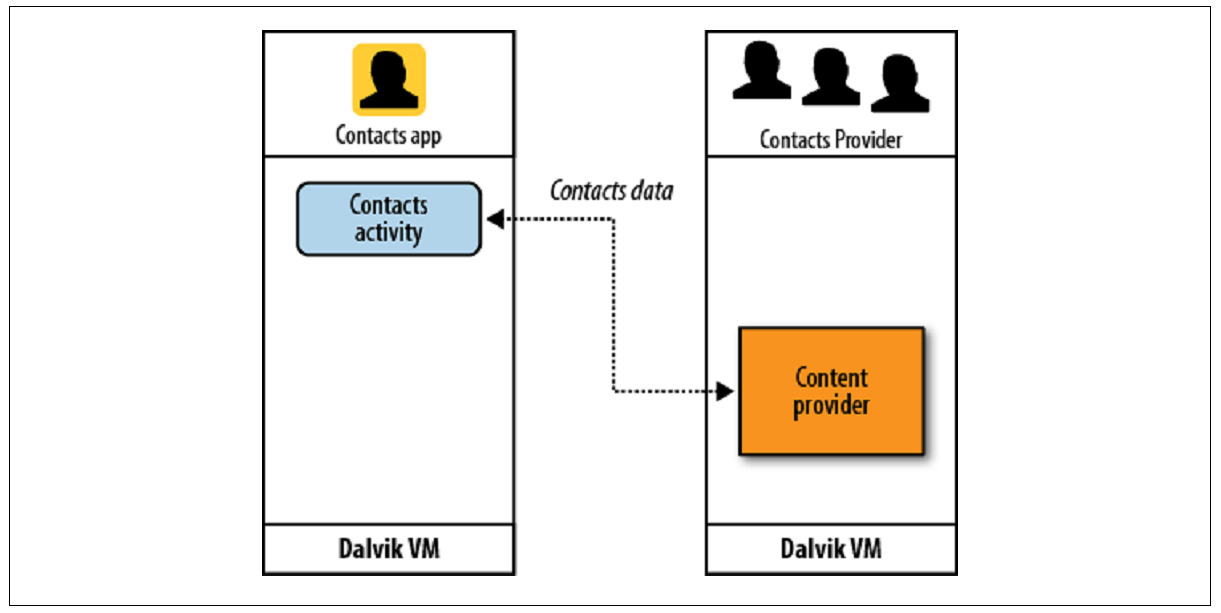 Contacts app
Contacts Provider
Contacts data
Contacts
activity
Content
provider
Dalvik VM
Dalvik VM